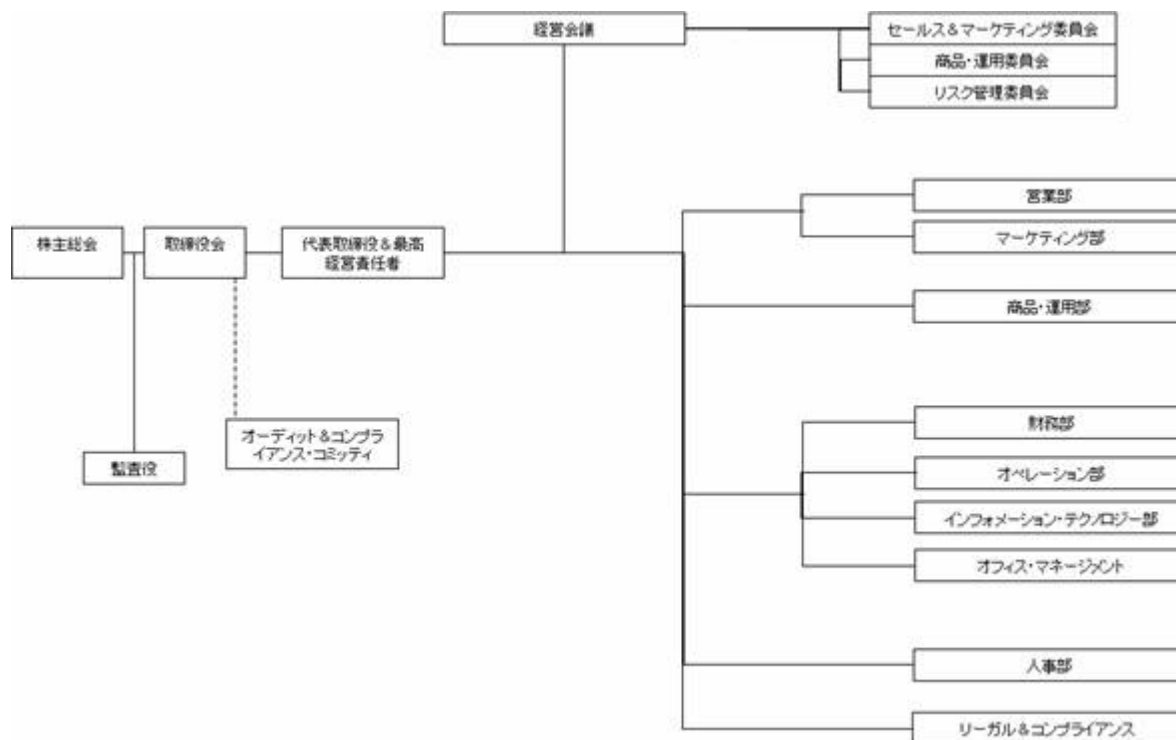 経営会議
セールス&マーケティング委員会
商品・運用委員会
リスク管理委員会
営業部
マーケティング部
株主総会
取締役会
代表取締役&最高
経営責任者
商品・運用部
財務部
オーディット&コンプラ
イアンス・コミッティ
監査役
オペレーション部
インフォメーション・テクノロジー部
オフィス・マネージメント
人事部
リーガル&コンプライアンス